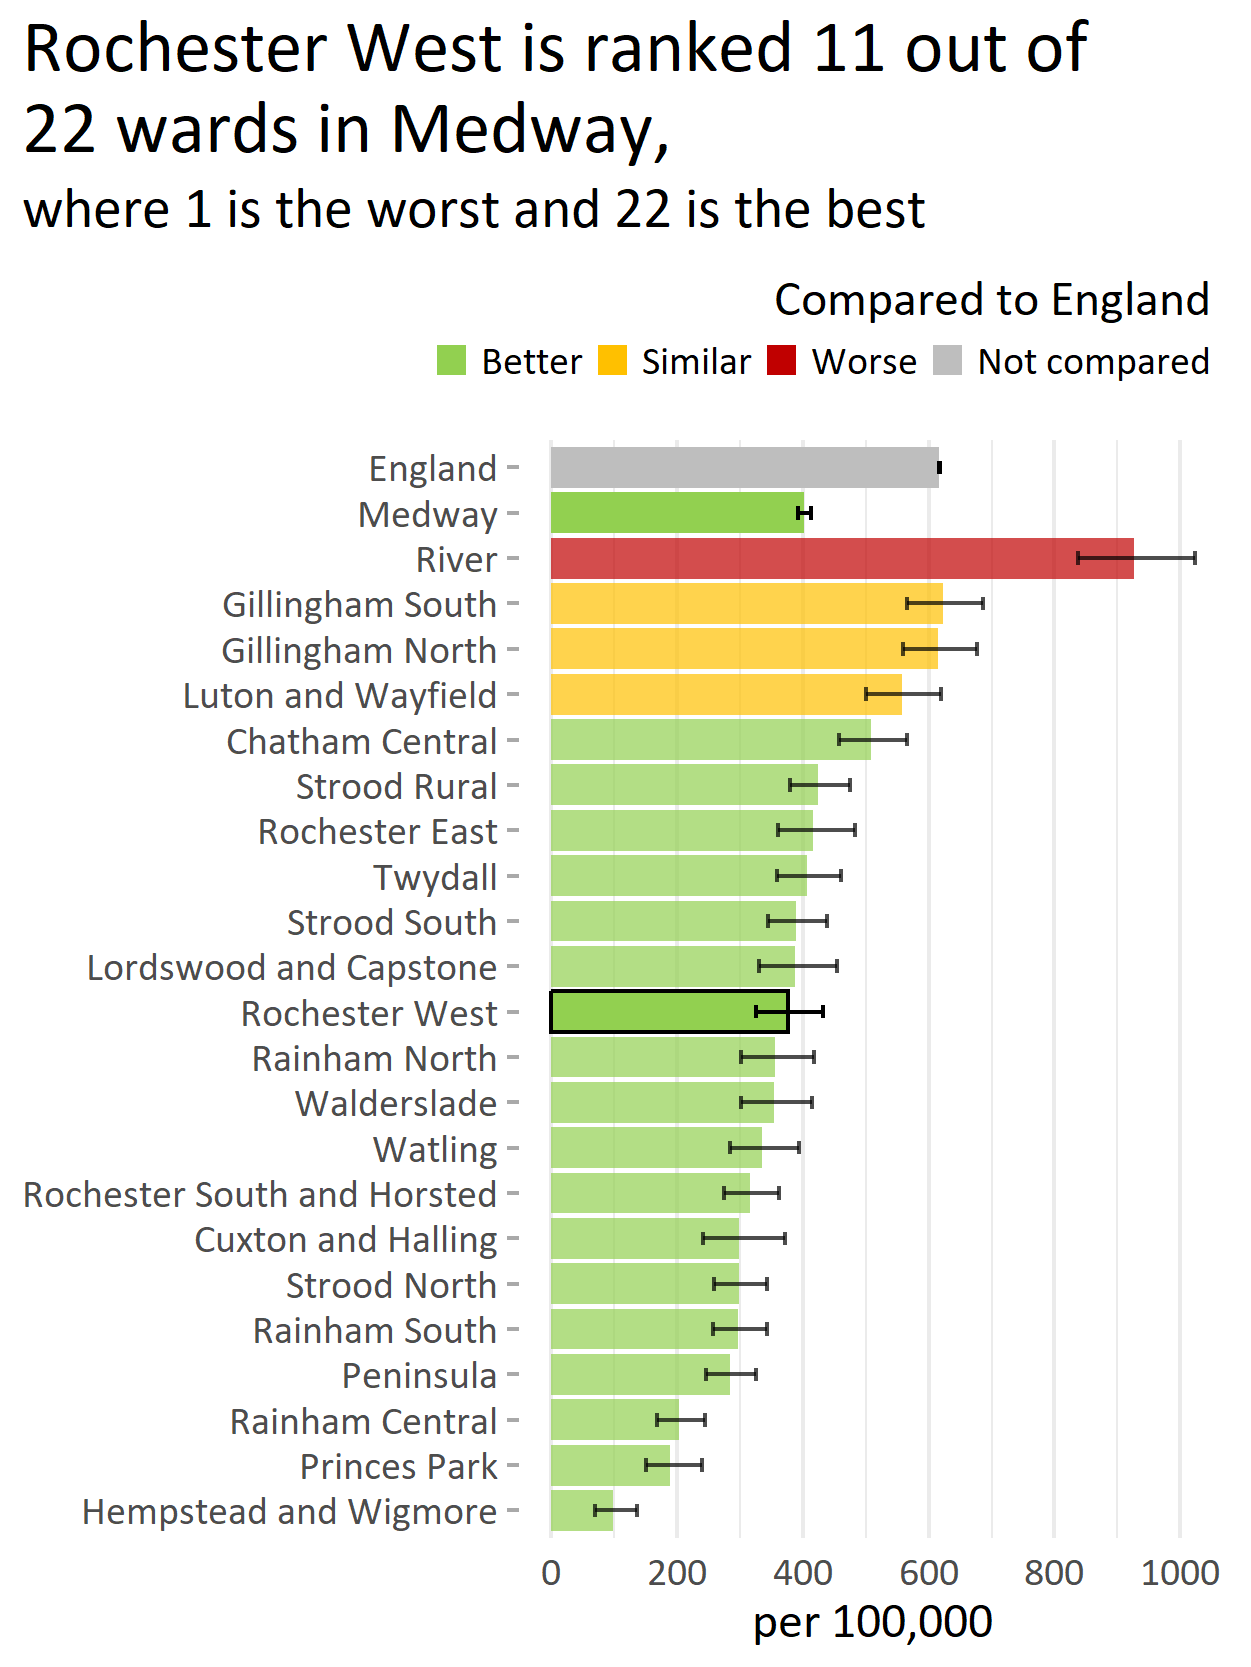 Rochester West is ranked 11 out of
22 wards in Medway,
where 1 is the worst and 22 is the best
Compared to England
Better Similar Worse Not compared
England
Medway
River
Gillingham South
Gillingham North
Luton and Wayfield
Chatham Central
Strood Rural
Rochester East
Twydall
Strood South
Lordswood and Capstone
Rochester West
Rainham North
Walderslade
Watling
Rochester South and Horsted
Cuxton and Halling
Strood North
Rainham South
Peninsula
Rainham Central
Princes Park
Hempstead and Wigmore
0 200 400 600 800 1000
per 100,000